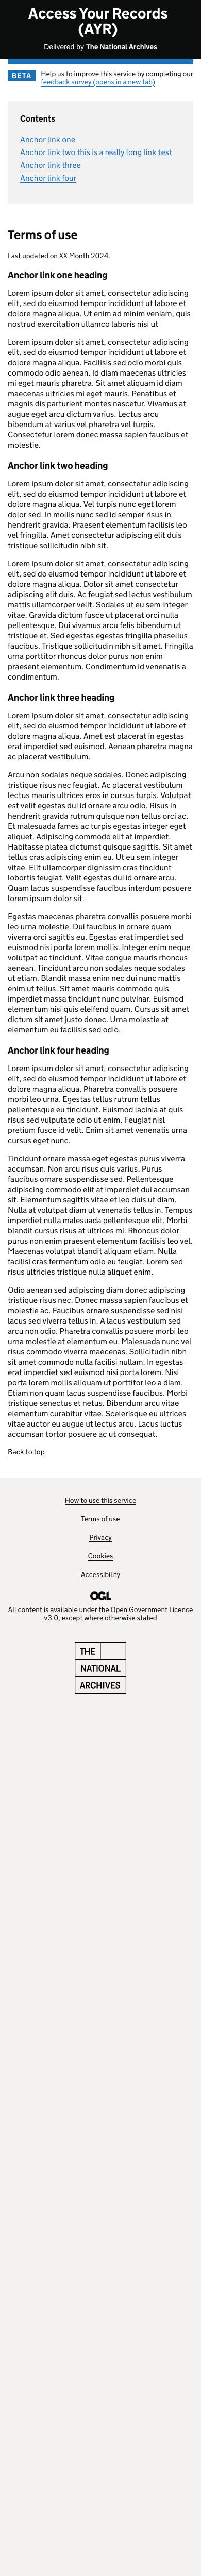 Access Your Records
(AYR)
Delivered by The National Archives
BETA
Help us to improve this service by completing our
feedback survey (opens in a new tab)
Contents
Anchor link one
Anchor link two this is a really long link test
Anchor link three
Anchor link four
Terms of use
Last updated on XX Month 2024.
Anchor link one heading
Lorem ipsum dolor sit amet, consectetur adipiscing
elit, sed do eiusmod tempor incididunt ut labore et
dolore magna aliqua. Ut enim ad minim veniam, quis
nostrud exercitation ullamco laboris nisi ut
Lorem ipsum dolor sit amet, consectetur adipiscing
elit, sed do eiusmod tempor incididunt ut labore et
dolore magna aliqua. Facilisis sed odio morbi quis
commodo odio aenean. Id diam maecenas ultricies
mi eget mauris pharetra. Sit amet aliquam id diam
maecenas ultricies mi eget mauris. Penatibus et
magnis dis parturient montes nascetur. Vivamus at
augue eget arcu dictum varius. Lectus arcu
bibendum at varius vel pharetra vel turpis.
Consectetur lorem donec massa sapien faucibus et
molestie.
Anchor link two heading
Lorem ipsum dolor sit amet, consectetur adipiscing
elit, sed do eiusmod tempor incididunt ut labore et
dolore magna aliqua. Vel turpis nunc eget lorem
dolor sed. In mollis nunc sed id semper risus in
hendrerit gravida. Praesent elementum facilisis leo
vel fringilla. Amet consectetur adipiscing elit duis
tristique sollicitudin nibh sit.
Lorem ipsum dolor sit amet, consectetur adipiscing
elit, sed do eiusmod tempor incididunt ut labore et
dolore magna aliqua. Dolor sit amet consectetur
adipiscing elit duis. Ac feugiat sed lectus vestibulum
mattis ullamcorper velit. Sodales ut eu sem integer
vitae. Gravida dictum fusce ut placerat orci nulla
pellentesque. Dui vivamus arcu felis bibendum ut
tristique et. Sed egestas egestas fringilla phasellus
faucibus. Tristique sollicitudin nibh sit amet. Fringilla
urna porttitor rhoncus dolor purus non enim
praesent elementum. Condimentum id venenatis a
condimentum.
Anchor link three heading
Lorem ipsum dolor sit amet, consectetur adipiscing
elit, sed do eiusmod tempor incididunt ut labore et
dolore magna aliqua. Amet est placerat in egestas
erat imperdiet sed euismod. Aenean pharetra magna
ac placerat vestibulum.
Arcu non sodales neque sodales. Donec adipiscing
tristique risus nec feugiat. Ac placerat vestibulum
lectus mauris ultrices eros in cursus turpis. Volutpat
est velit egestas dui id ornare arcu odio. Risus in
hendrerit gravida rutrum quisque non tellus orci ac.
Et malesuada fames ac turpis egestas integer eget
aliquet. Adipiscing commodo elit at imperdiet.
Habitasse platea dictumst quisque sagittis. Sit amet
tellus cras adipiscing enim eu. Ut eu sem integer
vitae. Elit ullamcorper dignissim cras tincidunt
lobortis feugiat. Velit egestas dui id ornare arcu.
Quam lacus suspendisse faucibus interdum posuere
lorem ipsum dolor sit.
Egestas maecenas pharetra convallis posuere morbi
leo urna molestie. Dui faucibus in ornare quam
viverra orci sagittis eu. Egestas erat imperdiet sed
euismod nisi porta lorem mollis. Integer enim neque
volutpat ac tincidunt. Vitae congue mauris rhoncus
aenean. Tincidunt arcu non sodales neque sodales
ut etiam. Blandit massa enim nec dui nunc mattis
enim ut tellus. Sit amet mauris commodo quis
imperdiet massa tincidunt nunc pulvinar. Euismod
elementum nisi quis eleifend quam. Cursus sit amet
dictum sit amet justo donec. Urna molestie at
elementum eu facilisis sed odio.
Anchor link four heading
Lorem ipsum dolor sit amet, consectetur adipiscing
elit, sed do eiusmod tempor incididunt ut labore et
dolore magna aliqua. Pharetra convallis posuere
morbi leo urna. Egestas tellus rutrum tellus
pellentesque eu tincidunt. Euismod lacinia at quis
risus sed vulputate odio ut enim. Feugiat nisl
pretium fusce id velit. Enim sit amet venenatis urna
cursus eget nunc.
Tincidunt ornare massa eget egestas purus viverra
accumsan. Non arcu risus quis varius. Purus
faucibus ornare suspendisse sed. Pellentesque
adipiscing commodo elit at imperdiet dui accumsan
sit. Elementum sagittis vitae et leo duis ut diam.
Nulla at volutpat diam ut venenatis tellus in. Tempus
imperdiet nulla malesuada pellentesque elit. Morbi
blandit cursus risus at ultrices mi. Rhoncus dolor
purus non enim praesent elementum facilisis leo vel.
Maecenas volutpat blandit aliquam etiam. Nulla
facilisi cras fermentum odio eu feugiat. Lorem sed
risus ultricies tristique nulla aliquet enim.
Odio aenean sed adipiscing diam donec adipiscing
tristique risus nec. Donec massa sapien faucibus et
molestie ac. Faucibus ornare suspendisse sed nisi
lacus sed viverra tellus in. A lacus vestibulum sed
arcu non odio. Pharetra convallis posuere morbi leo
urna molestie at elementum eu. Malesuada nunc vel
risus commodo viverra maecenas. Sollicitudin nibh
sit amet commodo nulla facilisi nullam. In egestas
erat imperdiet sed euismod nisi porta lorem. Nisi
porta lorem mollis aliquam ut porttitor leo a diam.
Etiam non quam lacus suspendisse faucibus. Morbi
tristique senectus et netus. Bibendum arcu vitae
elementum curabitur vitae. Scelerisque eu ultrices
vitae auctor eu augue ut lectus arcu. Lacus luctus
accumsan tortor posuere ac ut consequat.
Back to top
How to use this service
Terms of use
Privacy
Cookies
Accessibility
OGL
All content is available under the Open Government Licence
v3.0, except where otherwise stated
THE
NATIONAL
ARCHIVES